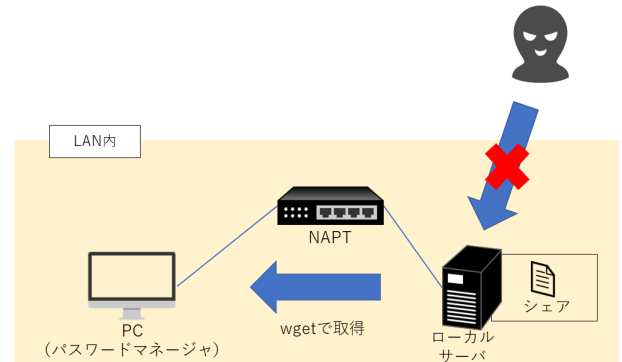 LAN内
NAPT
シェア
PC
(パスワードマネージャ)
wgetで取得
ローカル
サーバ